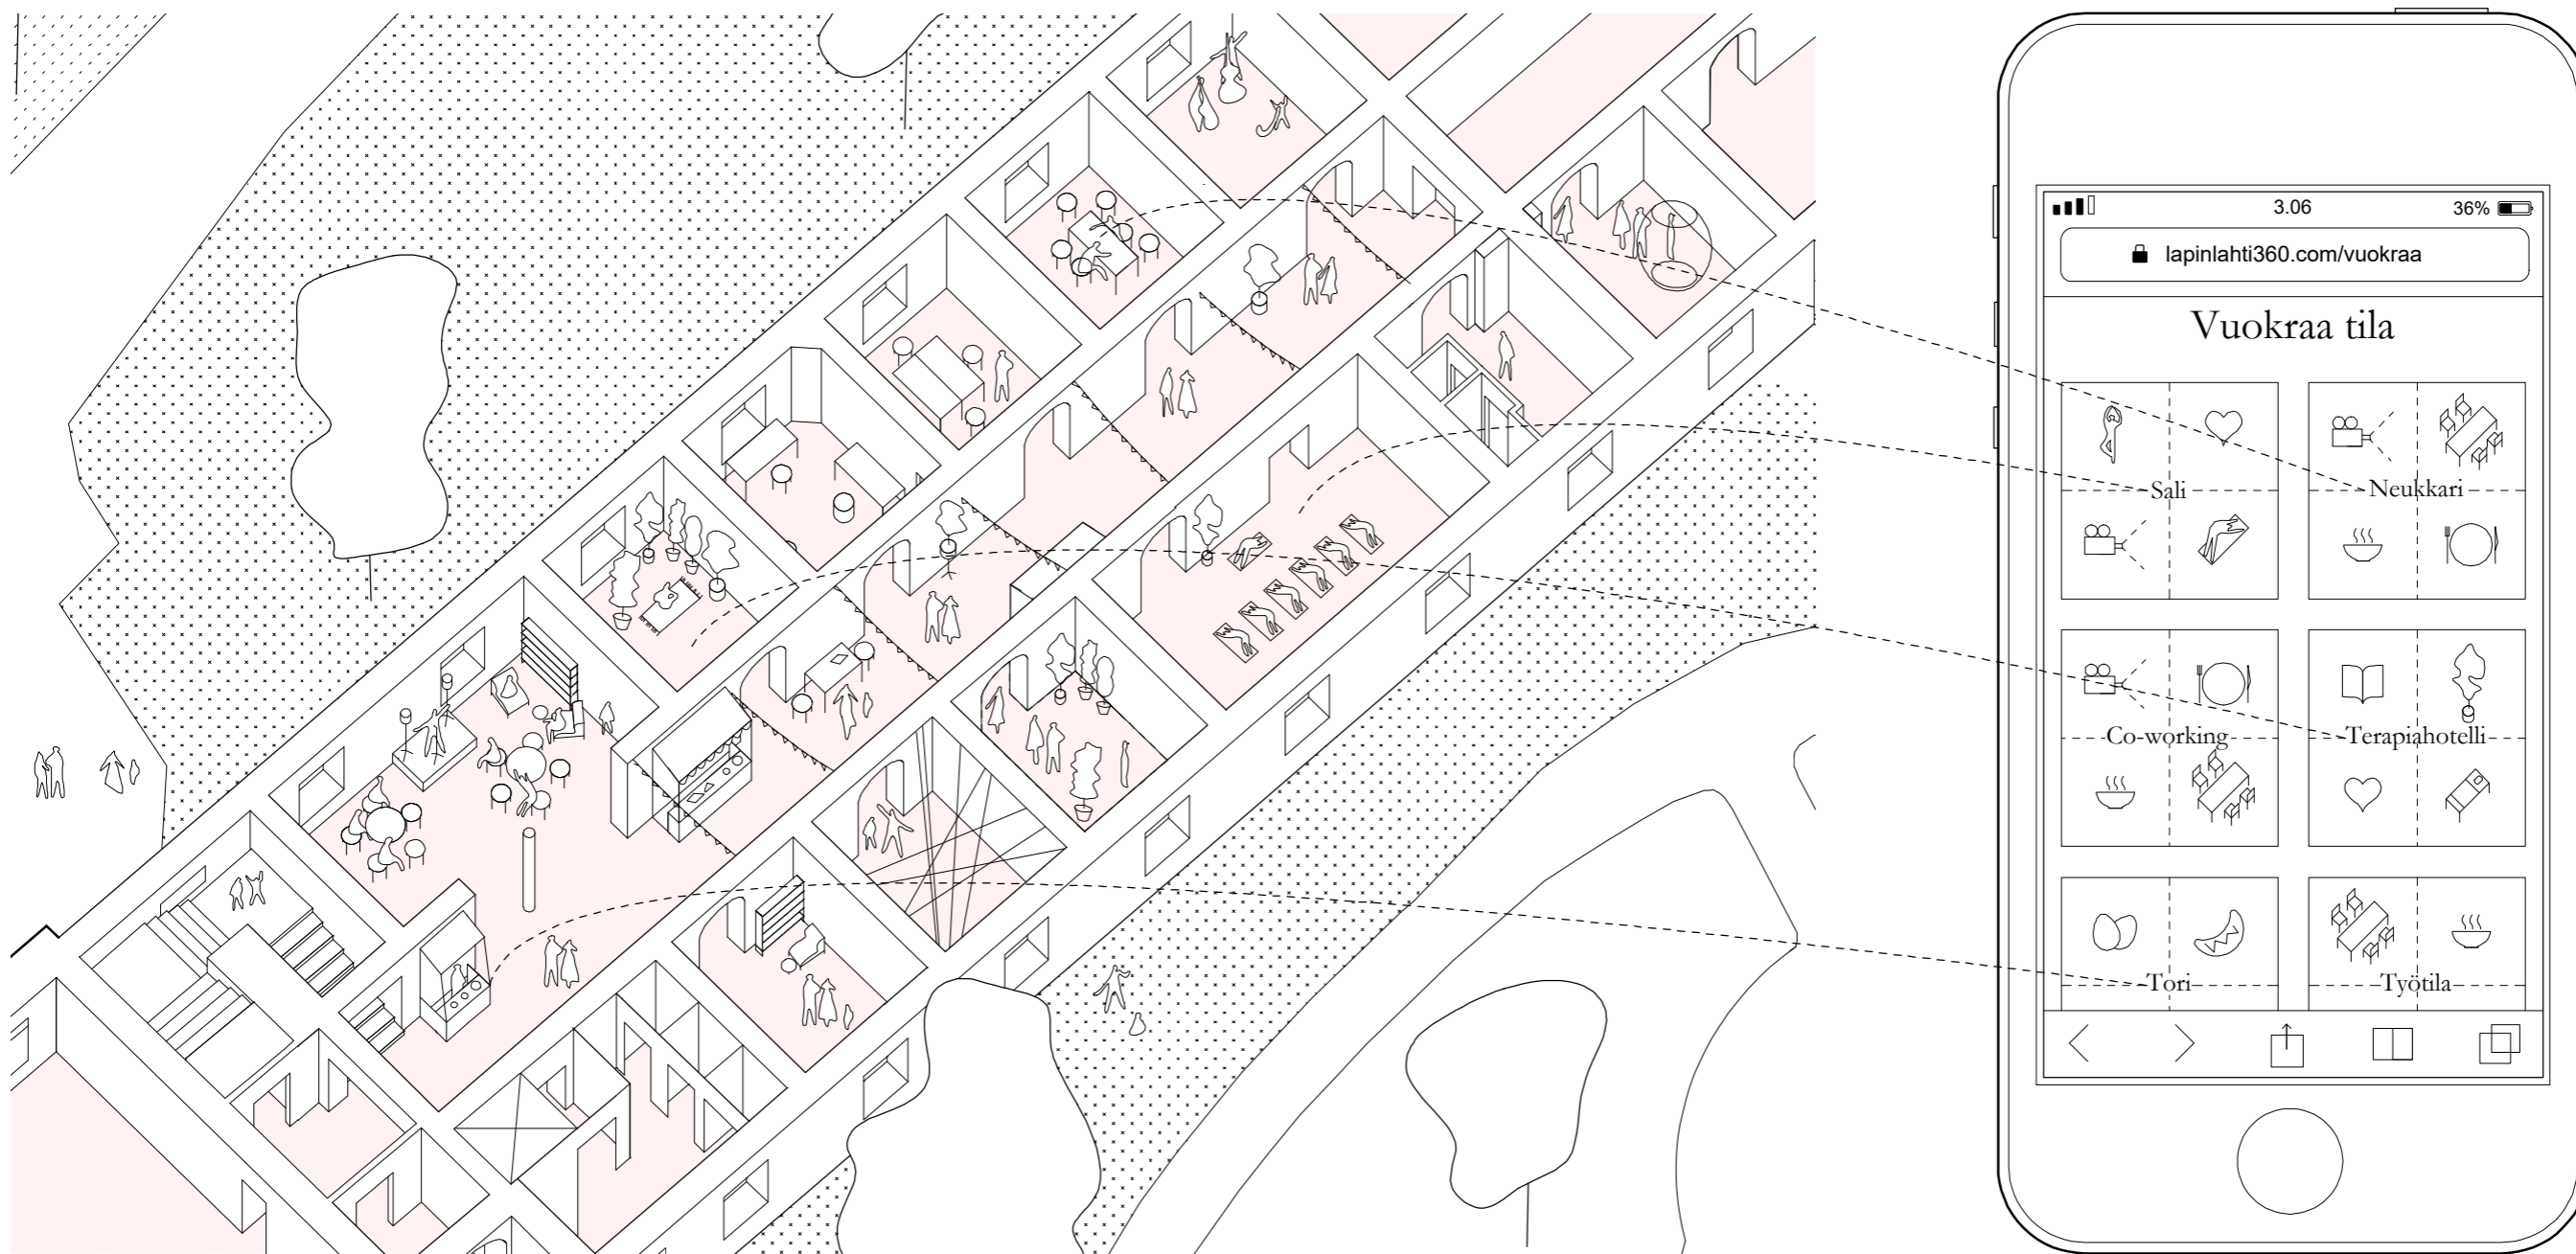 3.06
36%
lapinlahti360.com/vuokraa
Vuokraa tila
Sali
Neukkari
Co-working
Terapiahotelli
Tori
Työtila